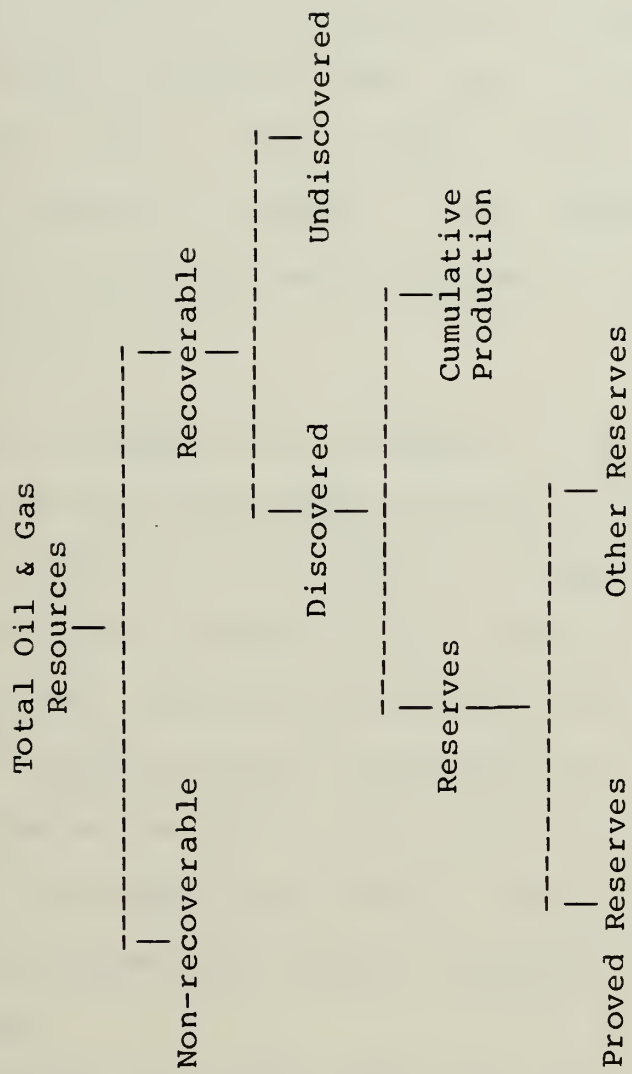 Total Oil & Gas
Resources
Non-recoverable
Recoverable
Discovered
Undiscovered
Reserves
Cumulative
Production
Proved Reserves
Other Reserves